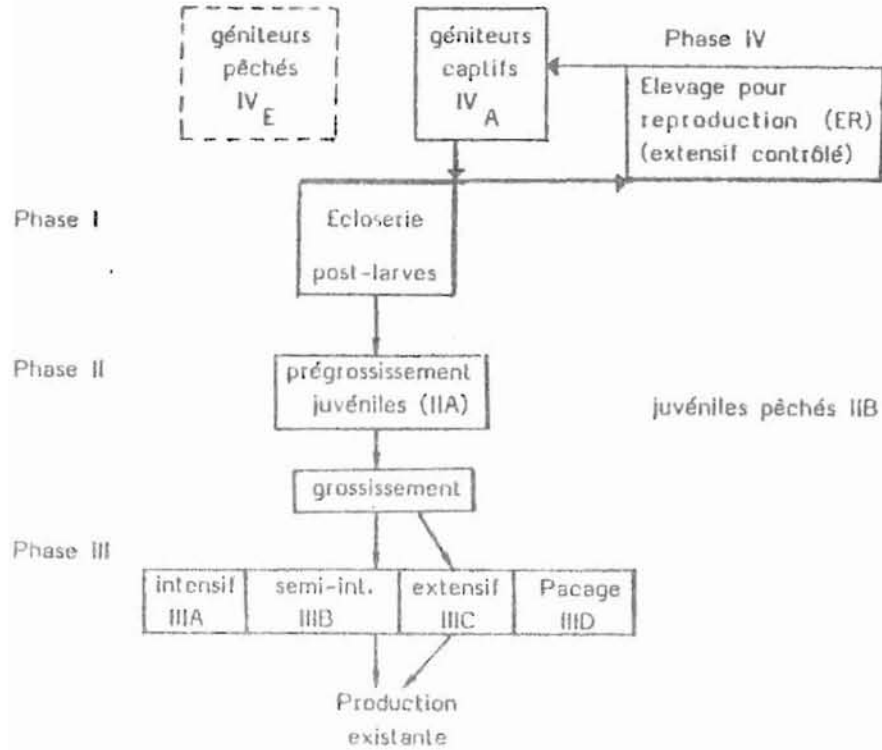 géniteurs
pêchés
IV E
géniteurs
captifs
IV A
Phase IV
Elevage pour
reproduction (ER)
(extensif contrôlé)
Phase I
Ecloserie
post-larves
Phase II
prégrossissement
juvéniles (IIA)
juvéniles pêchés IIB
grossissement
Phase III
intensif
IIIA
semi-int.
IIIB
extensif
IIIC
Pacage
IIID
Production
existante